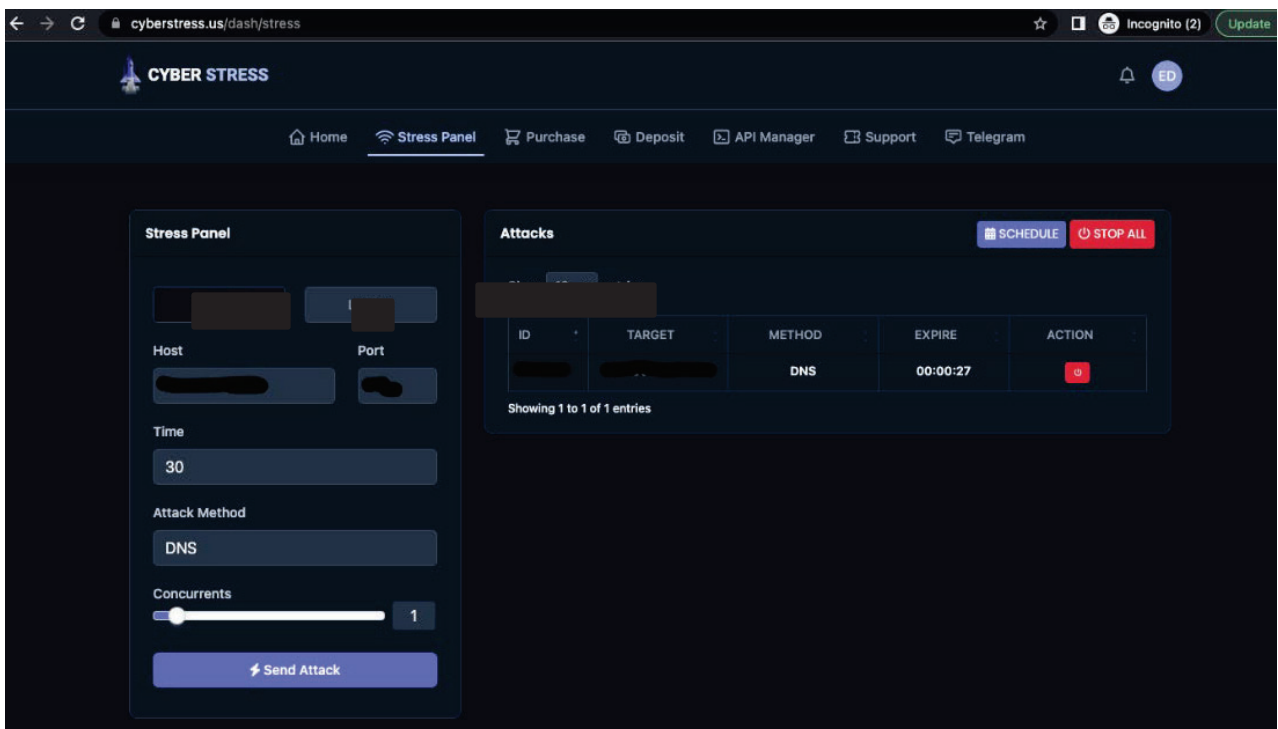 cyberstress.us/dash/stress
Incognito (2)
Update
CYBER STRESS
ED
Home
Stress Panel
Purchase
Deposit
API Manager
Support
Telegram
Stress Panel
Host
Port
Time
30
Attack Method
DNS
Concurrents
1
Send Attack
Attacks
SCHEDULE
STOP ALL
ID TARGET METHOD EXPIRE ACTION
DNS 00:00:27
Showing 1 to 1 of 1 entries